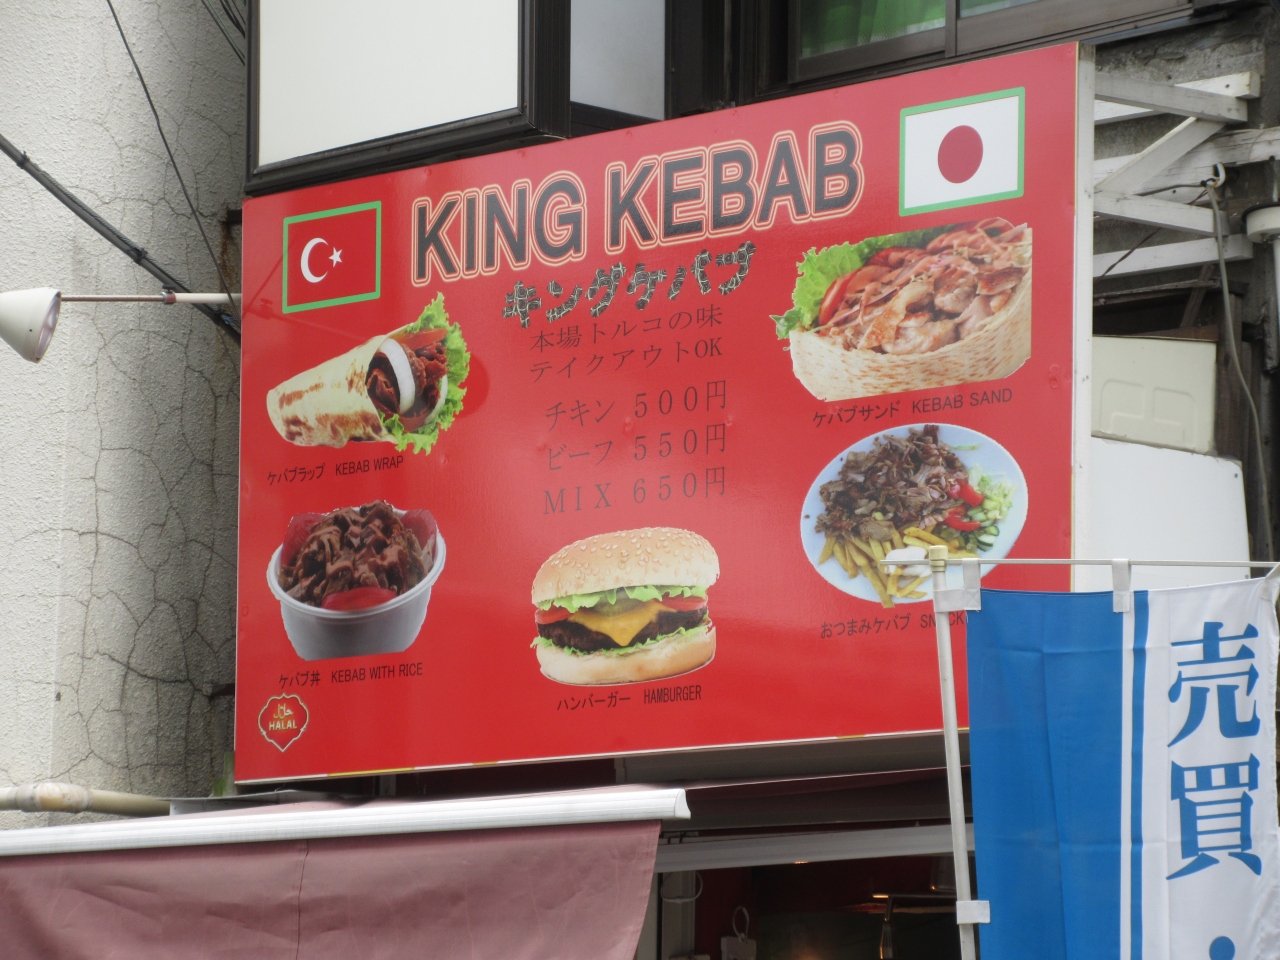 KING KEBAB
キングケバブ
本場トルコの味
テイクアウトOK
チキン 500円
ビーフ 550円
MIX 650円
ケバブラップ KEBAB WRAP
ケバブサンド KEBAB SAND
ケバブ丼 KEBAB WITH RICE
ハンバーガー HAMBURGER
おつまみケバブ
حلال
HALAL
売買・